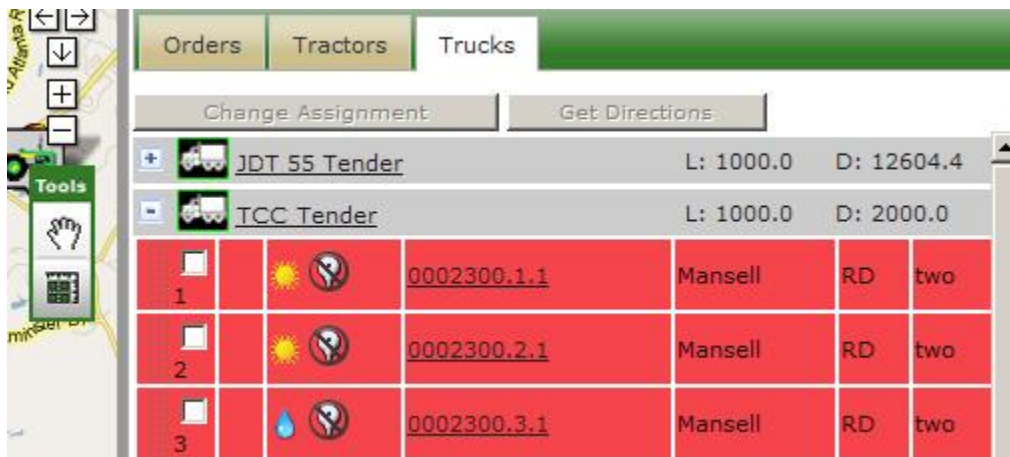 Orders Tractors Trucks
Change Assignment Get Directions
JDT 55 Tender L: 1000.0 D: 12604.4
Tools
TCC Tender L: 1000.0 D: 2000.0
1 0002300.1.1 Mansell RD two
2 0002300.2.1 Mansell RD two
3 0002300.3.1 Mansell RD two